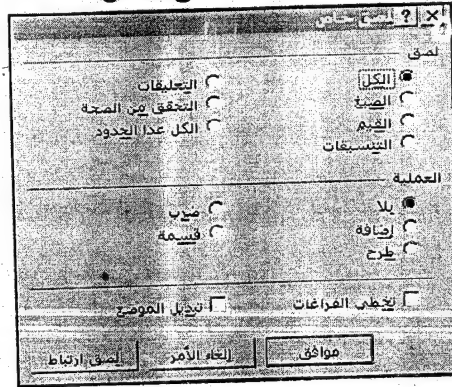 لصق خاص
لصق
الكل
التعليقات
الصيغ
التحقق من الصحة
القيم
الكل عدا الحدود
التنسيقات
العملية
بلا
ضرب
إضافة
قسمة
طرح
تخطي الفراغات
تبديل الموضع
موافق
إلغاء الأمر
لصق ارتباط